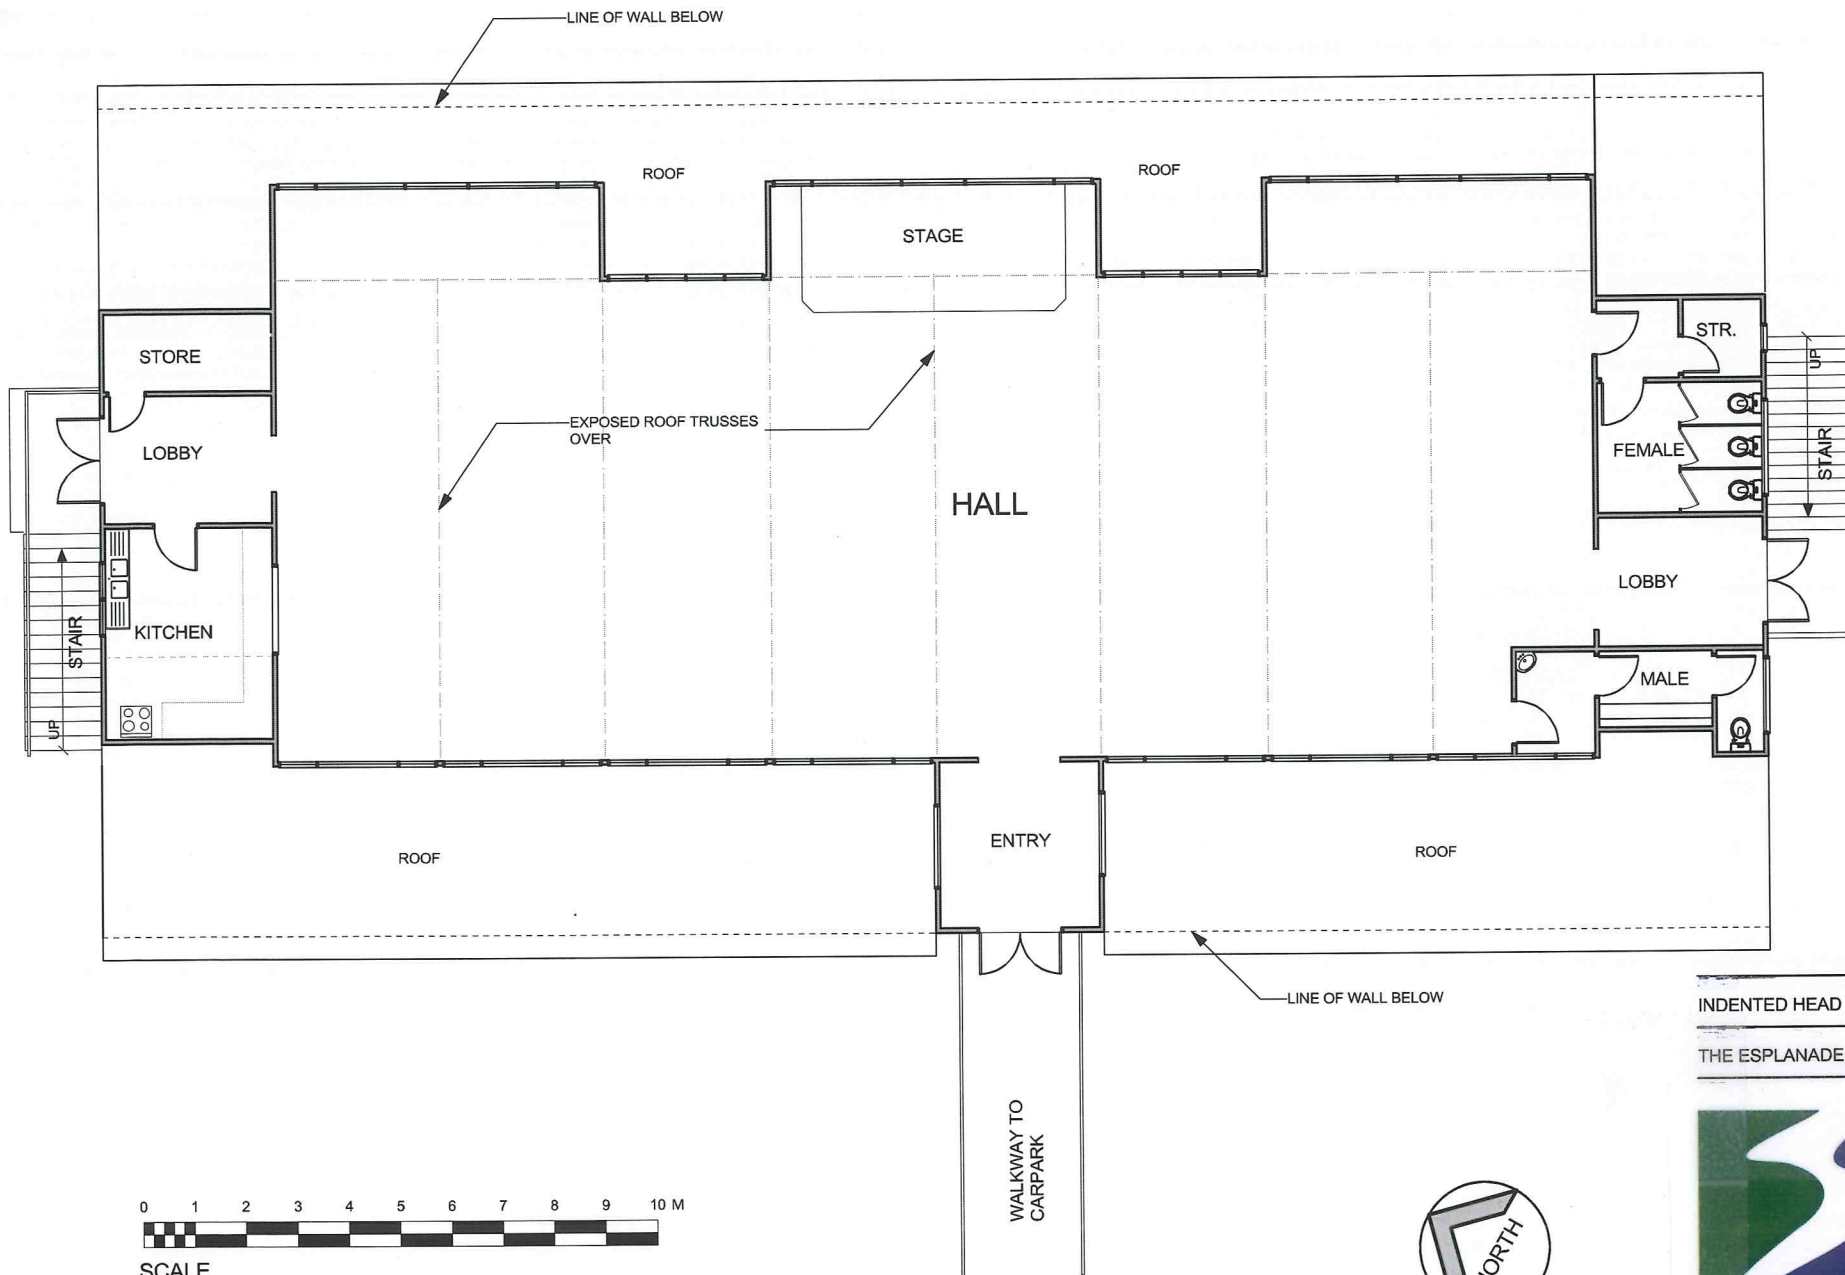 LINE OF WALL BELOW
ROOF
ROOF
STAGE
STORE
STR.
UP
EXPOSED ROOF TRUSSES
OVER
LOBBY
FEMALE
STAIR
HALL
LOBBY
KITCHEN
STAIR
MALE
UP
ENTRY
ROOF
ROOF
LINE OF WALL BELOW
INDENTED HEAD
THE ESPLANADE
WALKWAY TO
CARPARK
0 1 2 3 4 5 6 7 8 9 10 M
SCALE
NORTH